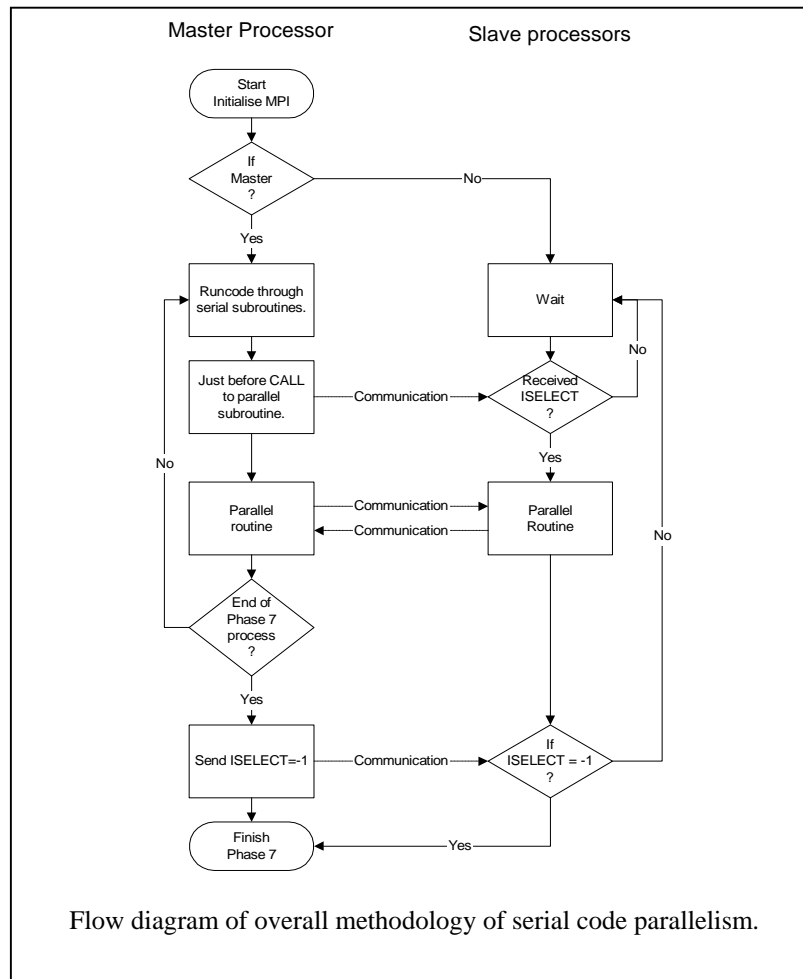 Master Processor
Slave processors
Start
Initialise MPI
If
Master
?
No
Yes
Runcode through
serial subroutines.
Wait
No
Just before CALL
to parallel
subroutine.
Communication
Received
ISELECT
?
No
Yes
Parallel
routine
Communication
Communication
Parallel
Routine
No
End of
Phase 7
process
?
Yes
Send ISELECT=-1
Communication
If
ISELECT = -1
?
Finish
Phase 7
Yes
Flow diagram of overall methodology of serial code parallelism.